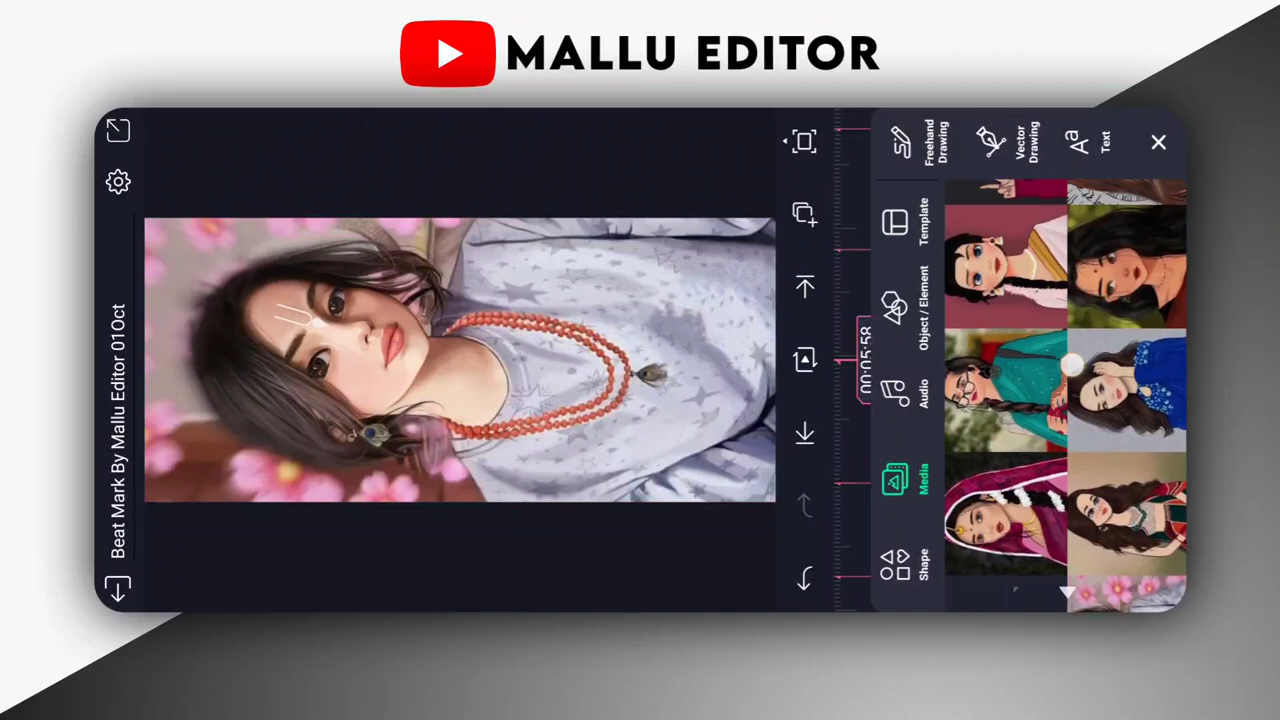 MALLU EDITOR
Beat Mark By Mallu Editor 01Oct
00:05:58
Freehand
Drawing
Vector
Drawing
Text
Template
Object / Element
Audio
Media
Shape
Aa